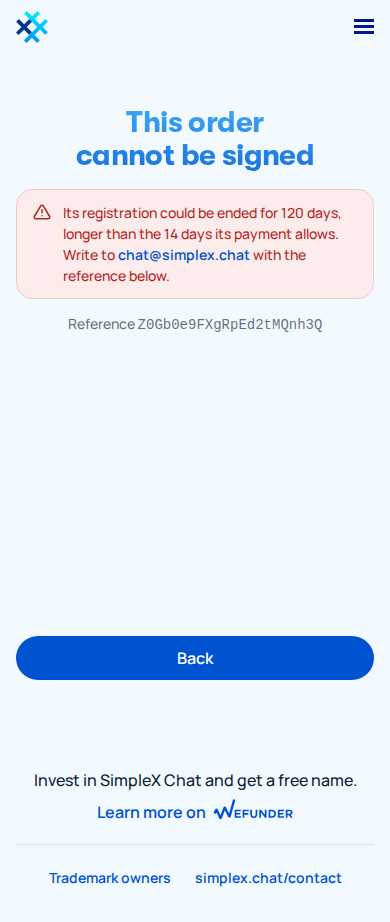 This order
cannot be signed
Its registration could be ended for 120 days,
longer than the 14 days its payment allows.
Write to chat@simplex.chat with the
reference below.
Reference Z0Gb0e9FXgRpEd2tMQnh3Q
Back
Invest in SimpleX Chat and get a free name.
Learn more on WEFUNDER
Trademark owners simplex.chat/contact